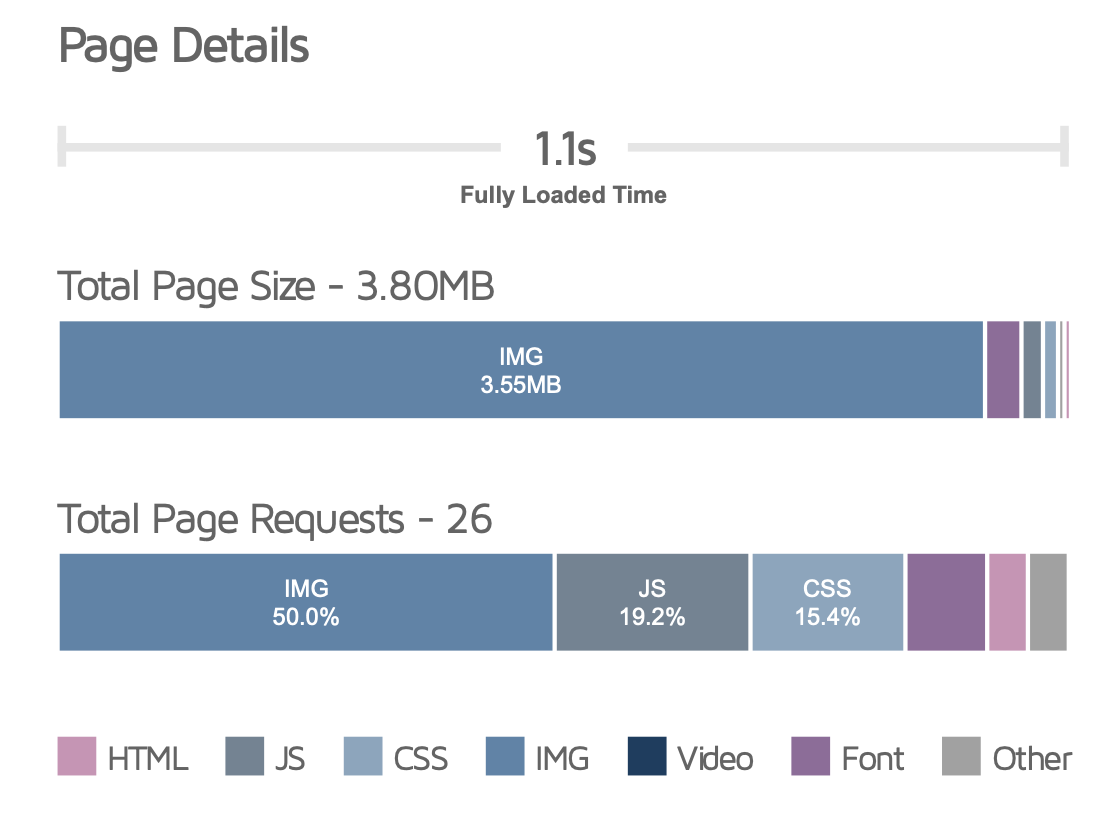 Page Details
1.1s
Fully Loaded Time
Total Page Size - 3.80MB
IMG
3.55MB
Total Page Requests - 26
IMG JS CSS
50.0% 19.2% 15.4%
HTML JS CSS IMG Video Font Other